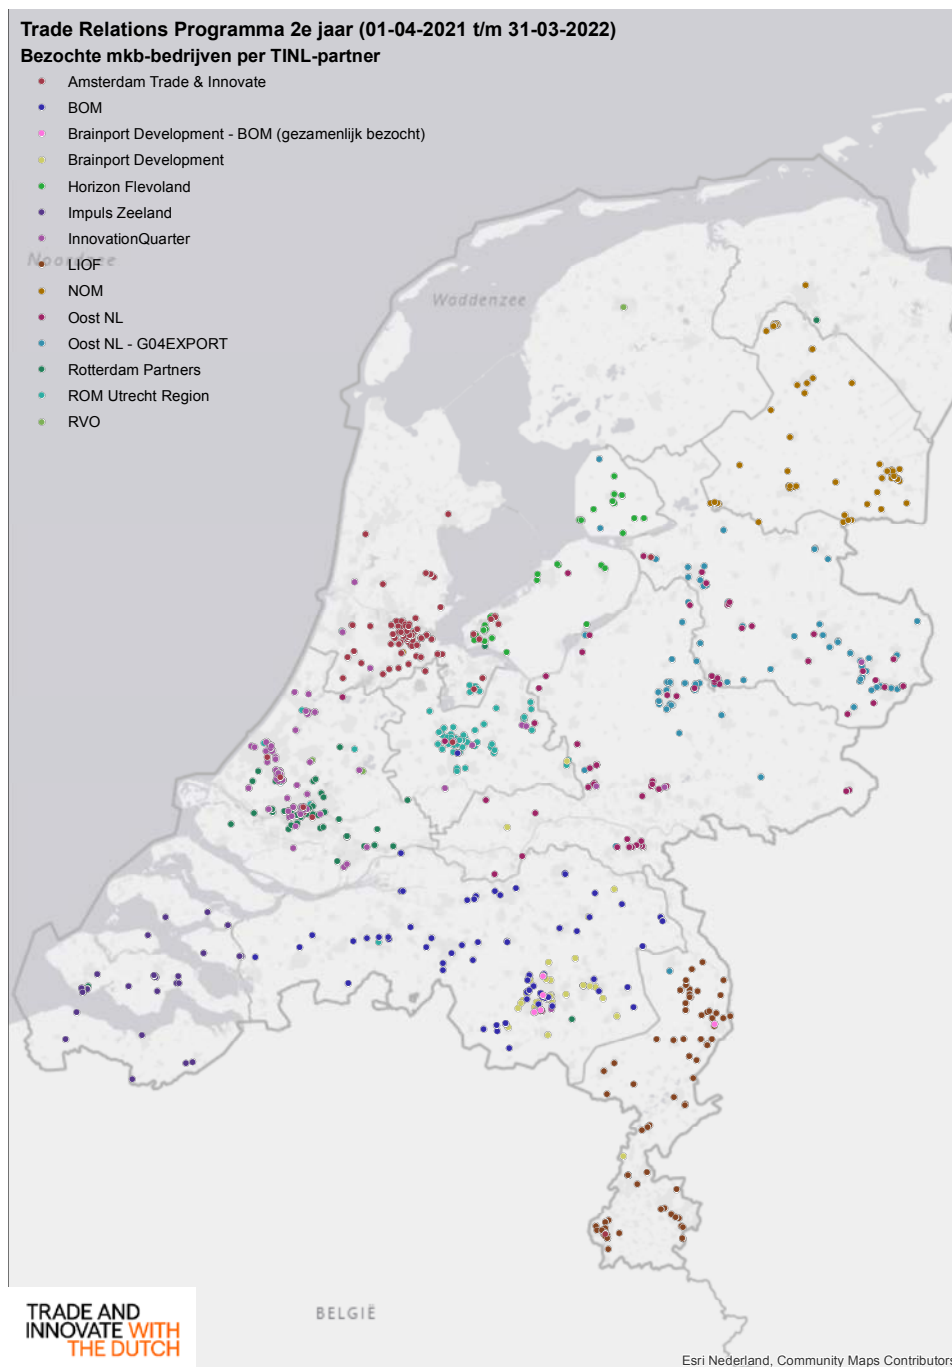 Trade Relations Programma 2e jaar (01-04-2021 t/m 31-03-2022)
Bezochte mkb-bedrijven per TINL-partner
Amsterdam Trade & Innovate
BOM
Brainport Development - BOM (gezamenlijk bezocht)
Brainport Development
Horizon Flevoland
Impuls Zeeland
InnovationQuarter
Noordzee
LIOF
NOM
Waddenzee
Oost NL
Oost NL - G04EXPORT
Rotterdam Partners
ROM Utrecht Region
RVO
TRADE AND
INNOVATE WITH
THE DUTCH
BELGIË
Esri Nederland, Community Maps Contributors